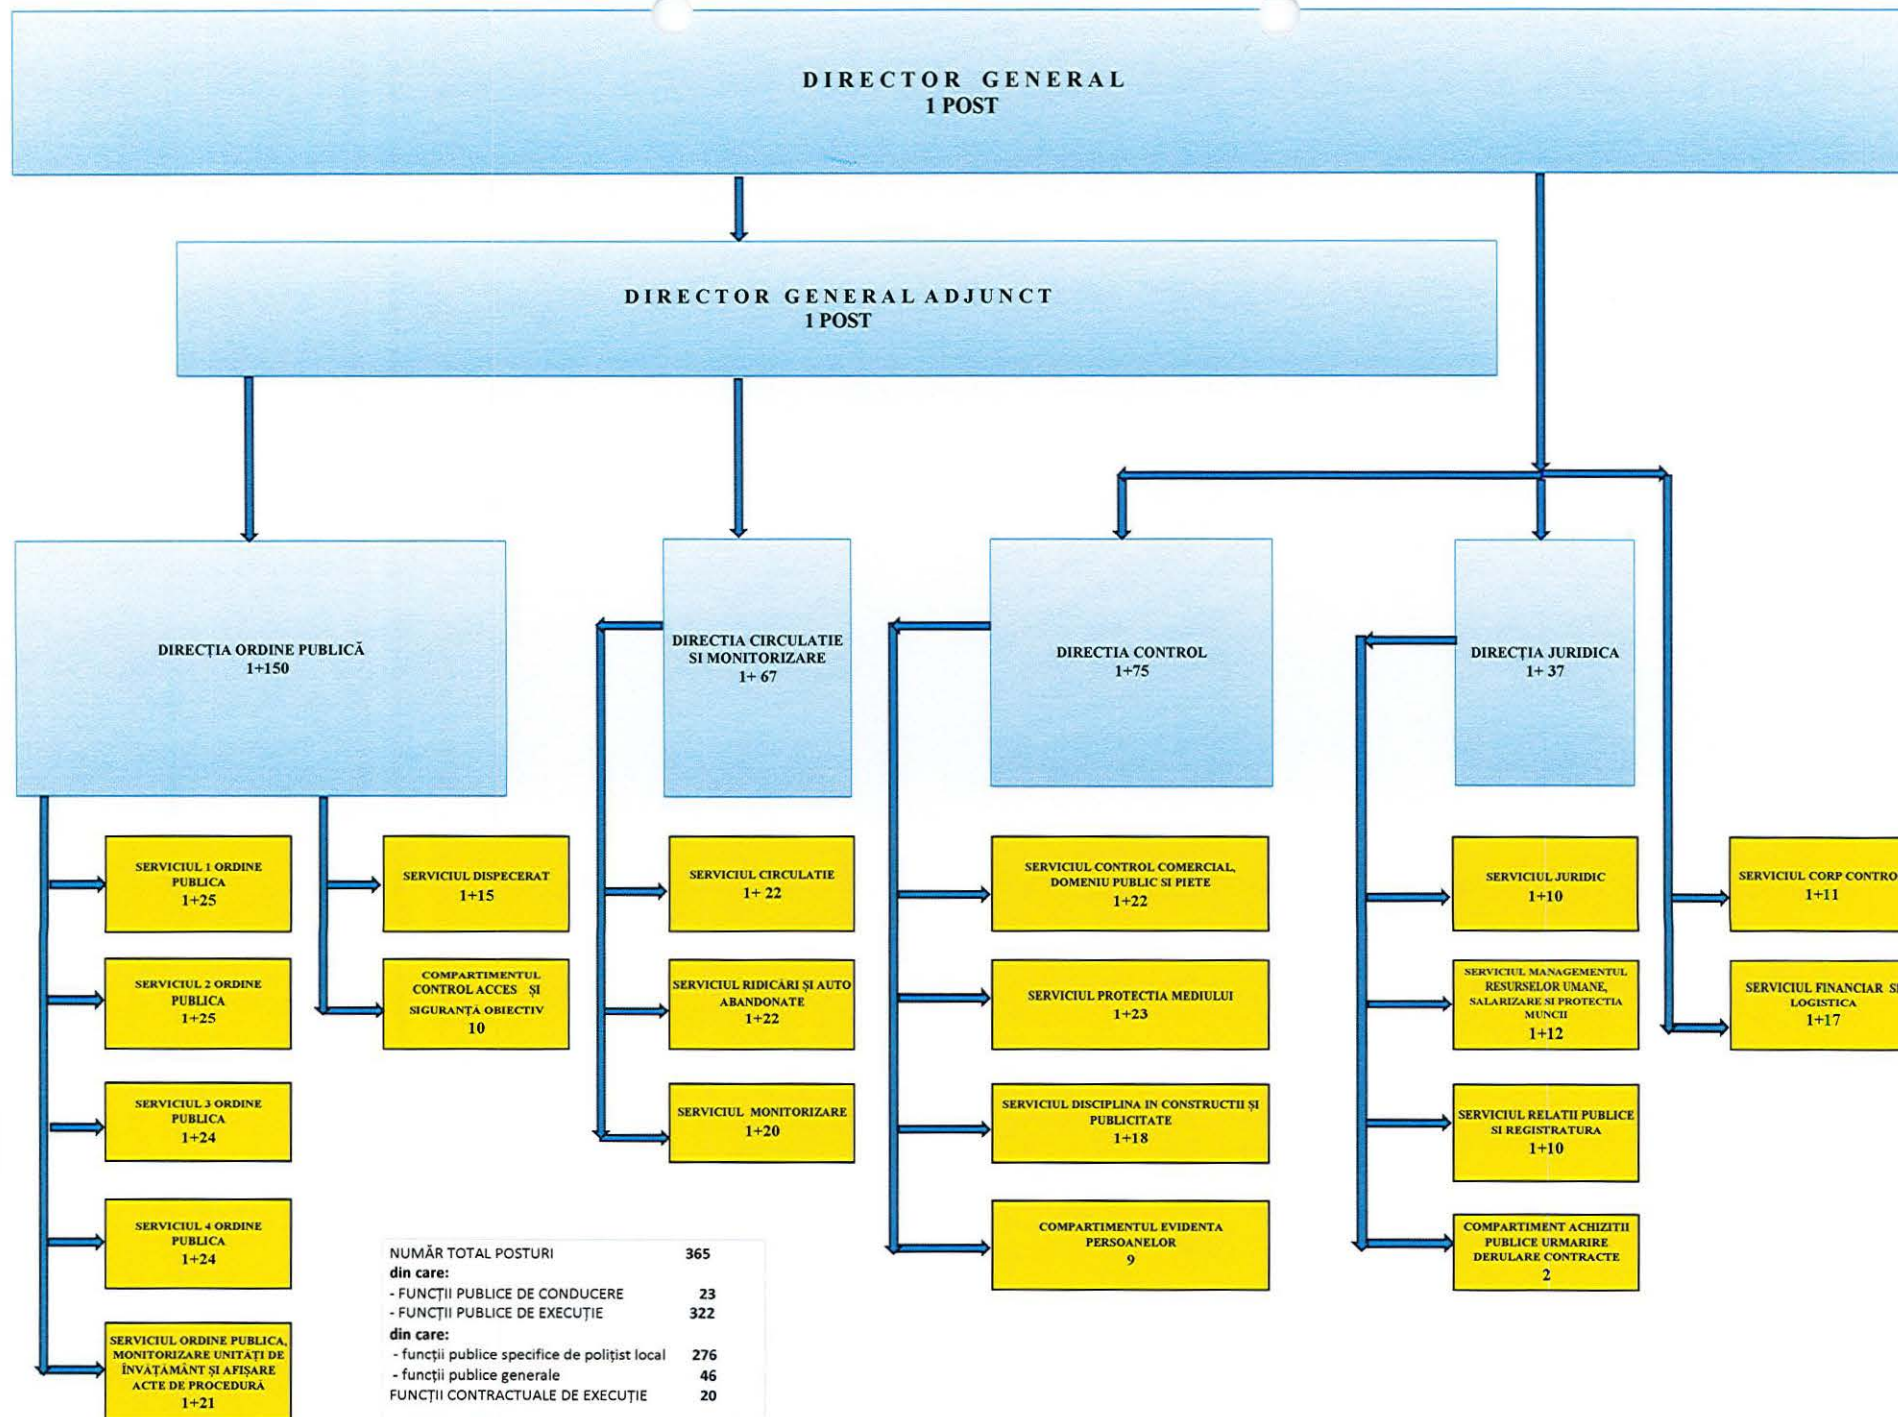 DIRECTOR GENERAL
1 POST
DIRECTOR GENERAL ADJUNCT
1 POST
DIRECȚIA ORDINE PUBLICĂ
1+150
DIRECTIA CIRCULATIE
SI MONITORIZARE
1+ 67
DIRECTIA CONTROL
1+75
DIRECȚIA JURIDICA
1+ 37
SERVICIUL 1 ORDINE
PUBLICA
1+25
SERVICIUL 2 ORDINE
PUBLICA
1+25
SERVICIUL 3 ORDINE
PUBLICA
1+24
SERVICIUL 4 ORDINE
PUBLICA
1+24
SERVICIUL ORDINE PUBLICA,
MONITORIZARE UNITĂȚI DE
ÎNVĂȚĂMÂNT ȘI AFIȘARE
ACTE DE PROCEDURĂ
1+21
SERVICIUL DISPECERAT
1+15
COMPARTIMENTUL
CONTROL ACCES ȘI
SIGURANȚĂ OBIECTIV
10
SERVICIUL CIRCULATIE
1+ 22
SERVICIUL RIDICĂRI ȘI AUTO
ABANDONATE
1+22
SERVICIUL MONITORIZARE
1+20
SERVICIUL CONTROL COMERCIAL,
DOMENIU PUBLIC SI PIETE
1+22
SERVICIUL PROTECTIA MEDIULUI
1+23
SERVICIUL DISCIPLINA IN CONSTRUCTII ȘI
PUBLICITATE
1+18
COMPARTIMENTUL EVIDENTA
PERSOANELOR
9
SERVICIUL JURIDIC
1+10
SERVICIUL MANAGEMENTUL
RESURSELOR UMANE,
SALARIZARE SI PROTECTIA
MUNCII
1+12
SERVICIUL RELATII PUBLICE
SI REGISTRATURA
1+10
COMPARTIMENT ACHIZITII
PUBLICE URMARIRE
DERULARE CONTRACTE
2
SERVICIUL CORP CONTRO
1+11
SERVICIUL FINANCIAR SI
LOGISTICA
1+17
NUMĂR TOTAL POSTURI 365
din care:
- FUNCȚII PUBLICE DE CONDUCERE 23
- FUNCȚII PUBLICE DE EXECUȚIE 322
din care:
- funcții publice specifice de polițist local 276
- funcții publice generale 46
FUNCȚII CONTRACTUALE DE EXECUȚIE 20